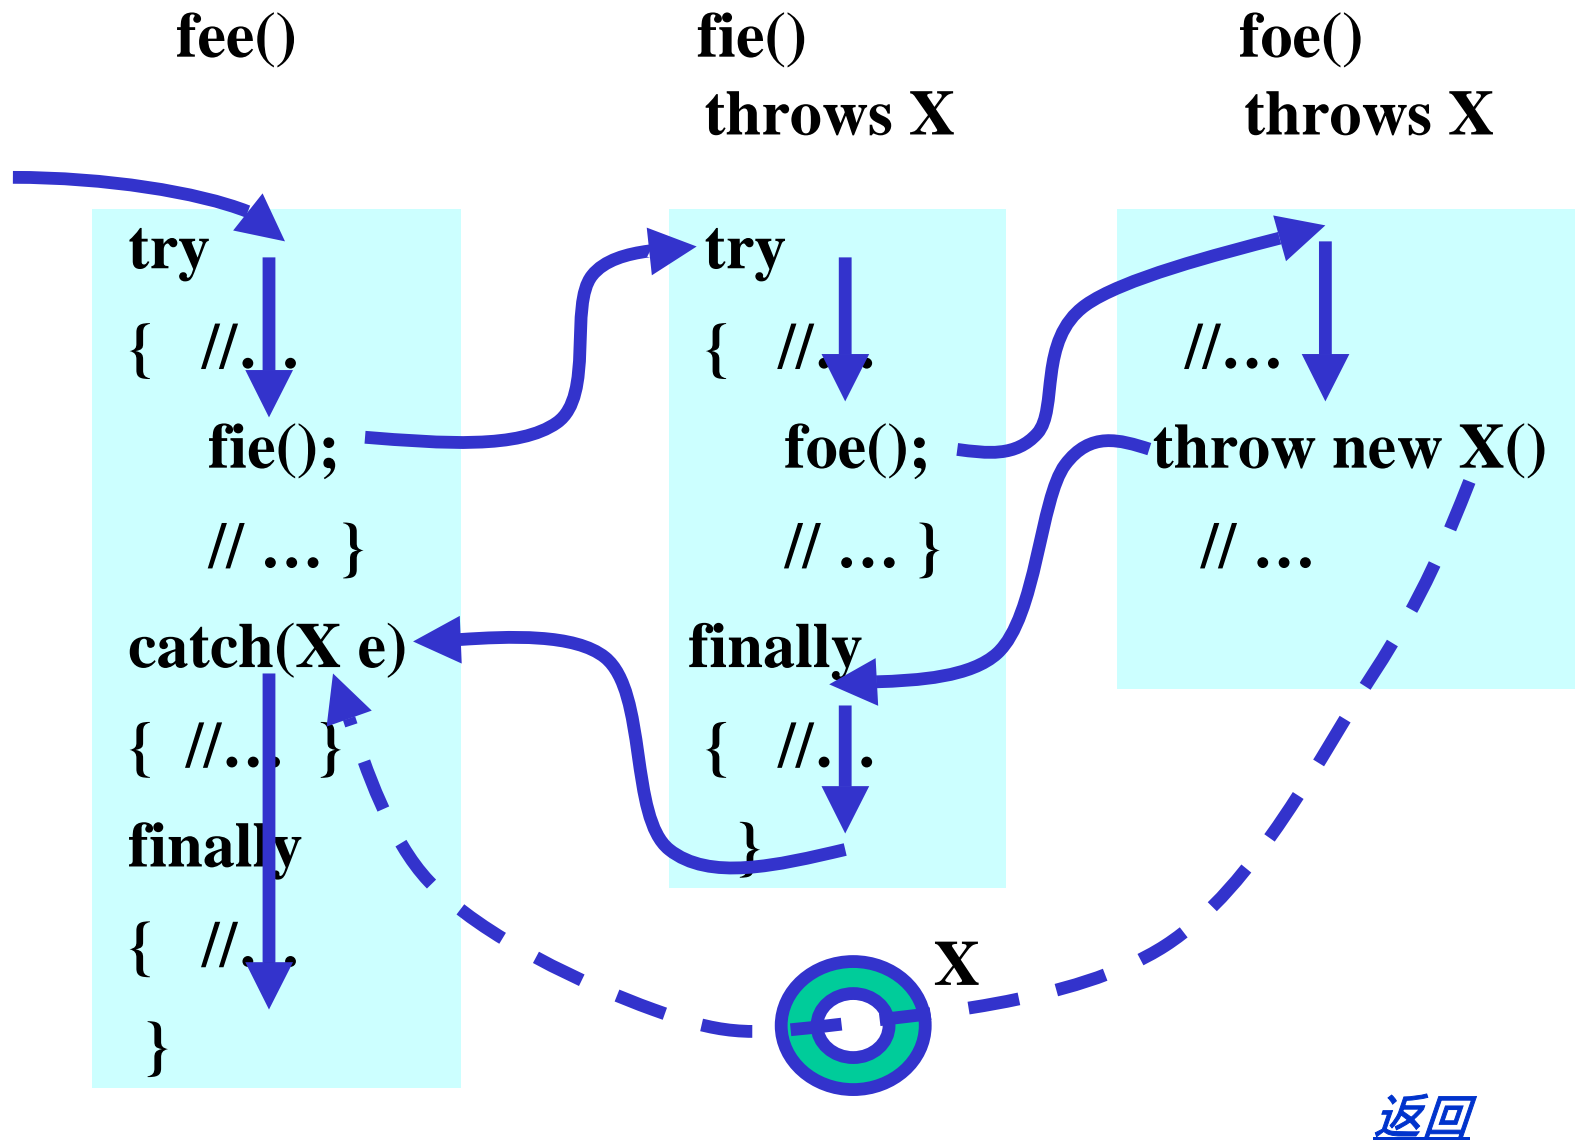 fee()
try
{ //…
fie();
// … }
catch(X e)
{ //… }
finally
{ //…
}
fie()
throws X
try
{ //…
foe();
// … }
finally
{ //…
}
foe()
throws X
//…
throw new X()
// …
X
返回